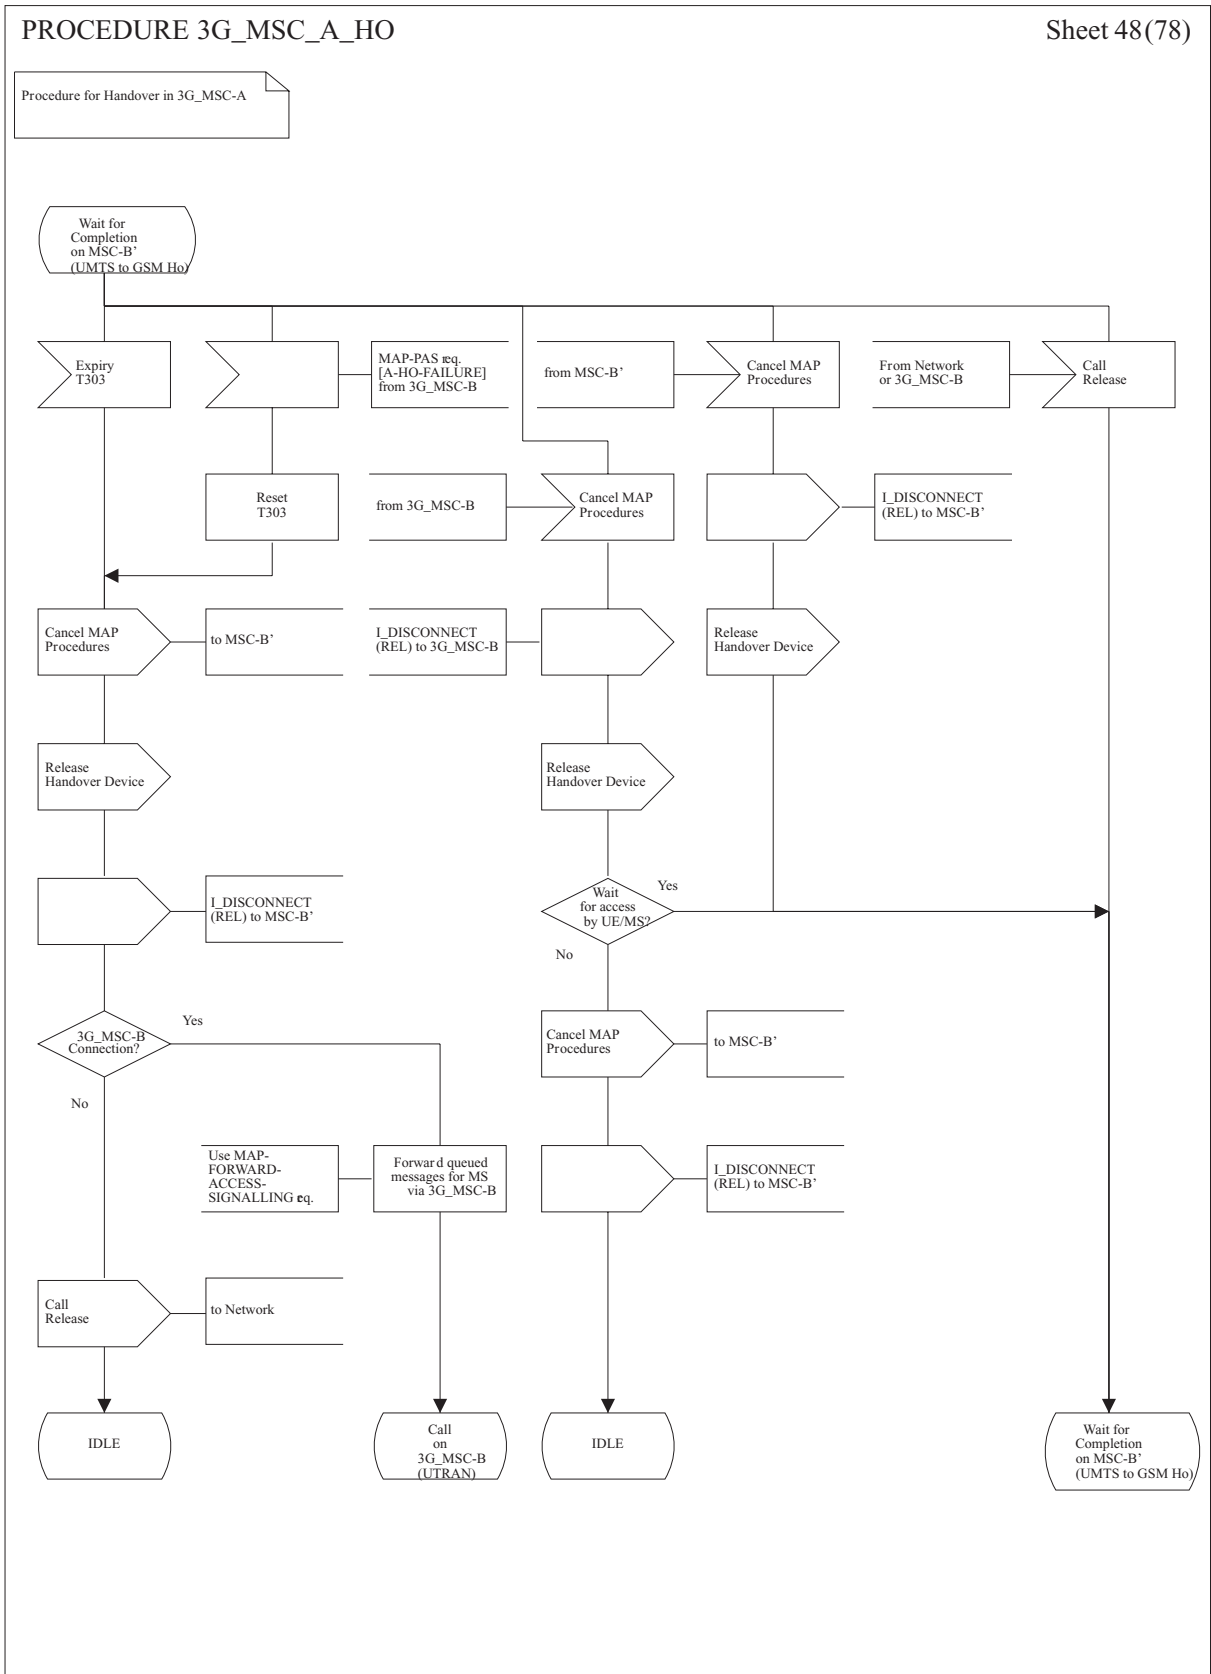 PROCEDURE 3G_MSC_A_HO
Sheet 48(78)
Procedure for Handover in 3G_MSC-A
Wait for
Completion
on MSC-B’
(UMTS to GSM Ho)
Expiry
T303
MAP-PAS req.
[A-HO-FAILURE]
from 3G_MSC-B
from MSC-B’
Cancel MAP
Procedures
From Network
or 3G_MSC-B
Call
Release
Reset
T303
from 3G_MSC-B
Cancel MAP
Procedures
I_DISCONNECT
(REL) to MSC-B’
Cancel MAP
Procedures
to MSC-B’
I_DISCONNECT
(REL) to 3G_MSC-B
Release
Handover Device
Release
Handover Device
Release
Handover Device
I_DISCONNECT
(REL) to MSC-B’
Wait
for access
by UE/MS?
Yes
No
3G_MSC-B
Connection?
Yes
No
Cancel MAP
Procedures
to MSC-B’
Use MAP-
FORWARD-
ACCESS-
SIGNALLING req.
Forward queued
messages for MS
via 3G_MSC-B
I_DISCONNECT
(REL) to MSC-B’
Call
Release
to Network
IDLE
Call
on
3G_MSC-B
(UTRAN)
IDLE
Wait for
Completion
on MSC-B’
(UMTS to GSM Ho)